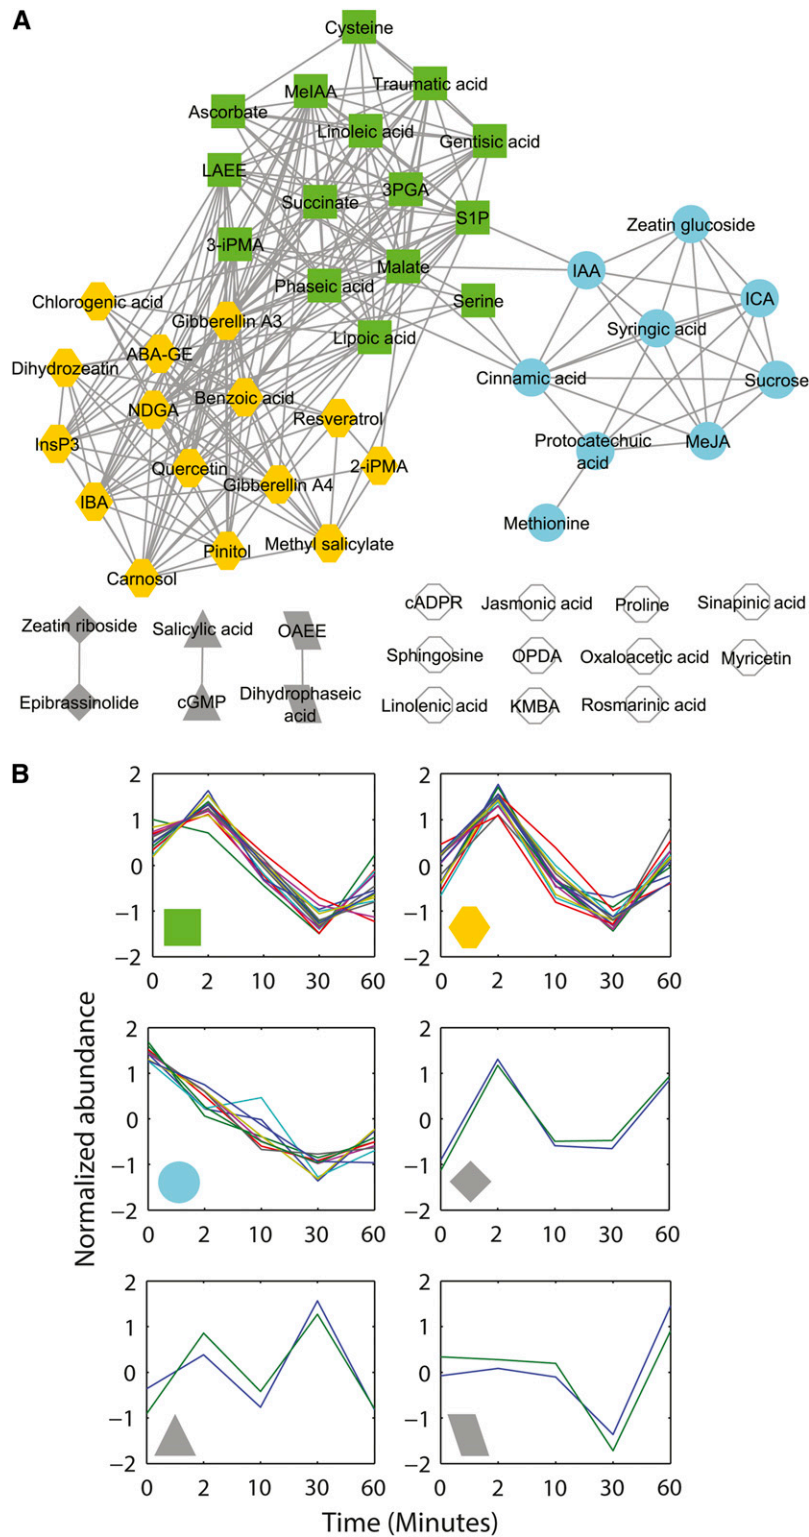 A
Cysteine
MeIAA
Traumatic acid
Ascorbate
Linoleic acid
Gentisic acid
LAEE
3PGA
Succinate
S1P
Zeatin glucoside
3-iPMA
Malate
IAA
Phaseic acid
ICA
Chlorogenic acid
Serine
Gibberellin A3
Syringic acid
Lipoic acid
ABA-GE
Dihydrozeatin
Cinnamic acid
Sucrose
Benzoic acid
NDGA
Resveratrol
InsP3
Protocatechuic
acid
MeJA
Quercetin
2-iPMA
Gibberellin A4
IBA
Methionine
Pinitol
Methyl salicylate
Carnosol
Zeatin riboside
Salicylic acid
OAEE
cADPR
Jasmonic acid
Proline
Sinapinic acid
Sphingosine
OPDA
Oxaloacetic acid
Myricetin
Epibrassinolide
cGMP
Dihydrophaseic
acid
Linolenic acid
KMBA
Rosmarinic acid
B
Normalized abundance
2
1
0
−1
−2
0 2 10 30 60
2
1
0
−1
−2
0 2 10 30 60
2
1
0
−1
−2
0 2 10 30 60
2
1
0
−1
−2
0 2 10 30 60
2
1
0
−1
−2
0 2 10 30 60
2
1
0
−1
−2
0 2 10 30 60
Time (Minutes)